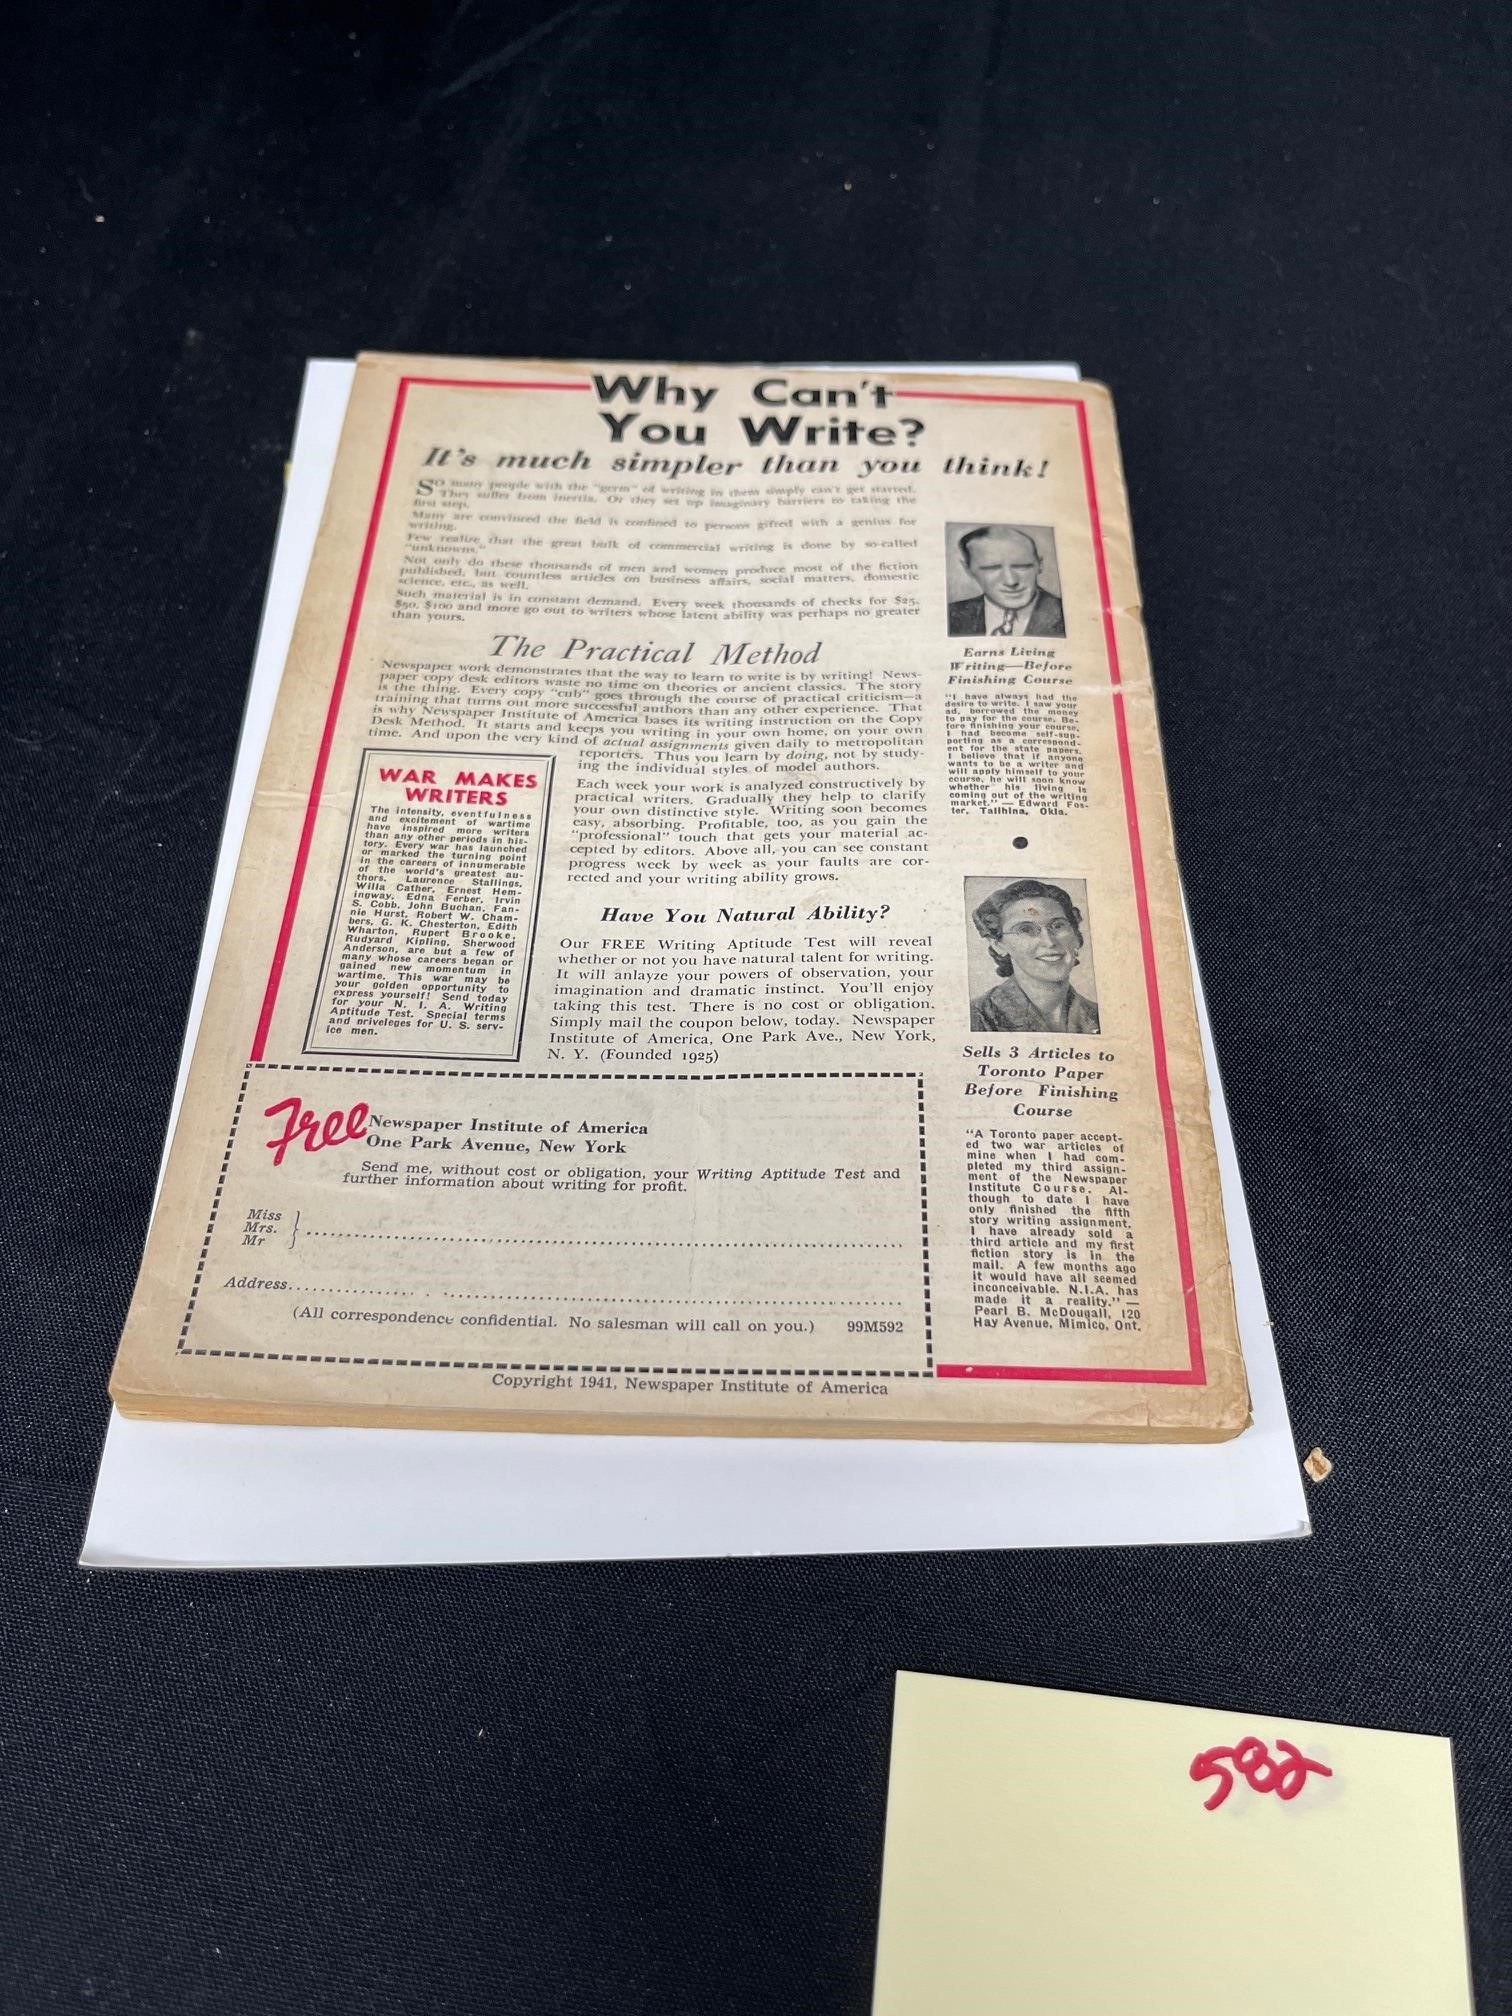 Why Can't
You Write?
It's much simpler than you think!
So many people with the "germ" of writing in them simply can't get started.
They suffer from inertia. Or they set up imaginary barriers to taking the
first step.
Many are convinced the field is confined to persons gifted with a genius for
writing.
Few realize that the great bulk of commercial writing is done by so-called
"unknowns."
Not only do these thousands of men and women produce most of the fiction
published, but countless articles on business affairs, social matters, domestic
science, etc., as well.
Such material is in constant demand. Every week thousands of checks for $25,
$50, $100 and more go out to writers whose latent ability was perhaps no greater
than yours.
The Practical Method
Newspaper work demonstrates that the way to learn to write is by writing! News-
paper copy desk editors waste no time on theories or ancient classics. The story
is the thing. Every copy "cub" goes through the course of practical criticism—a
training that turns out more successful authors than any other experience. That
is why Newspaper Institute of America bases its writing instruction on the Copy
Desk Method. It starts and keeps you writing in your own home, on your own
time. And upon the very kind of actual assignments given daily to metropolitan
reporters. Thus you learn by doing, not by study-
ing the individual styles of model authors.
Each week your work is analyzed constructively by
practical writers. Gradually they help to clarify
your own distinctive style. Writing soon becomes
easy, absorbing. Profitable, too, as you gain the
"professional" touch that gets your material ac-
cepted by editors. Above all, you can see constant
progress week by week as your faults are cor-
rected and your writing ability grows.
WAR MAKES
WRITERS
The intensity, eventfulness
and excitement of wartime
have inspired more writers
than any other periods in his-
tory. Every war has launched
or marked the turning point
in the careers of innumerable
of the world's greatest au-
thors. Laurence Stallings,
Willa Cather, Ernest Hem-
ingway, Edna Ferber, Irvin
S. Cobb, John Buchan, Fan-
nie Hurst, Robert W. Cham-
bers, G. K. Chesterton, Edith
Wharton, Rupert Brooke,
Rudyard Kipling, Sherwood
Anderson, are but a few of
many whose careers began or
gained new momentum in
wartime. This war may be
your golden opportunity to
express yourself! Send today
for your N. I. A. Writing
Aptitude Test. Special terms
and priveleges for U. S. serv-
ice men.
Have You Natural Ability?
Our FREE Writing Aptitude Test will reveal
whether or not you have natural talent for writing.
It will anlayze your powers of observation, your
imagination and dramatic instinct. You'll enjoy
taking this test. There is no cost or obligation.
Simply mail the coupon below, today. Newspaper
Institute of America, One Park Ave., New York,
N. Y. (Founded 1925)
Earns Living
Writing—Before
Finishing Course
"I have always had the
desire to write. I saw your
ad, borrowed the money
to pay for the course. Be-
fore finishing your course,
I had become self-sup-
porting as a correspond-
ent for the state papers.
I believe that if anyone
wants to be a writer and
will apply himself to your
course, he will soon know
whether his living is
coming out of the writing
market." — Edward Fos-
ter, Talihina, Okla.
Sells 3 Articles to
Toronto Paper
Before Finishing
Course
"A Toronto paper accept-
ed two war articles of
mine when I had com-
pleted my third assign-
ment of the Newspaper
Institute Course. Al-
though to date I have
only finished the fifth
story writing assignment,
I have already sold a
third article and my first
fiction story is in the
mail. A few months ago
it would have all seemed
inconceivable. N.I.A. has
made it a reality." —
Pearl B. McDougall, 120
Hay Avenue, Mimico, Ont.
Free
Newspaper Institute of America
One Park Avenue, New York
Send me, without cost or obligation, your Writing Aptitude Test and
further information about writing for profit.
Miss
Mrs.
Mr
Address
(All correspondence confidential. No salesman will call on you.) 99M592
Copyright 1941, Newspaper Institute of America
582